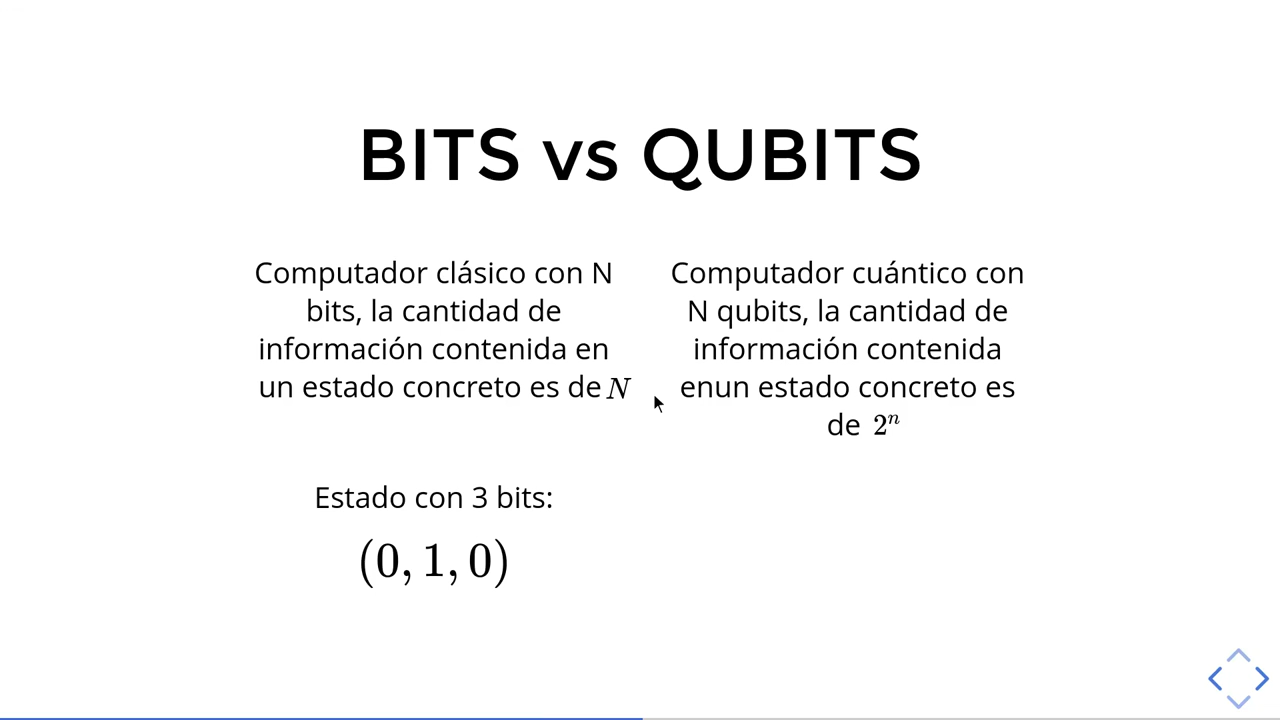 BITS vs QUBITS
Computador clásico con N
bits, la cantidad de
información contenida en
un estado concreto es de N
Computador cuántico con
N qubits, la cantidad de
información contenida
enun estado concreto es
de 2ⁿ
Estado con 3 bits:
(0, 1, 0)